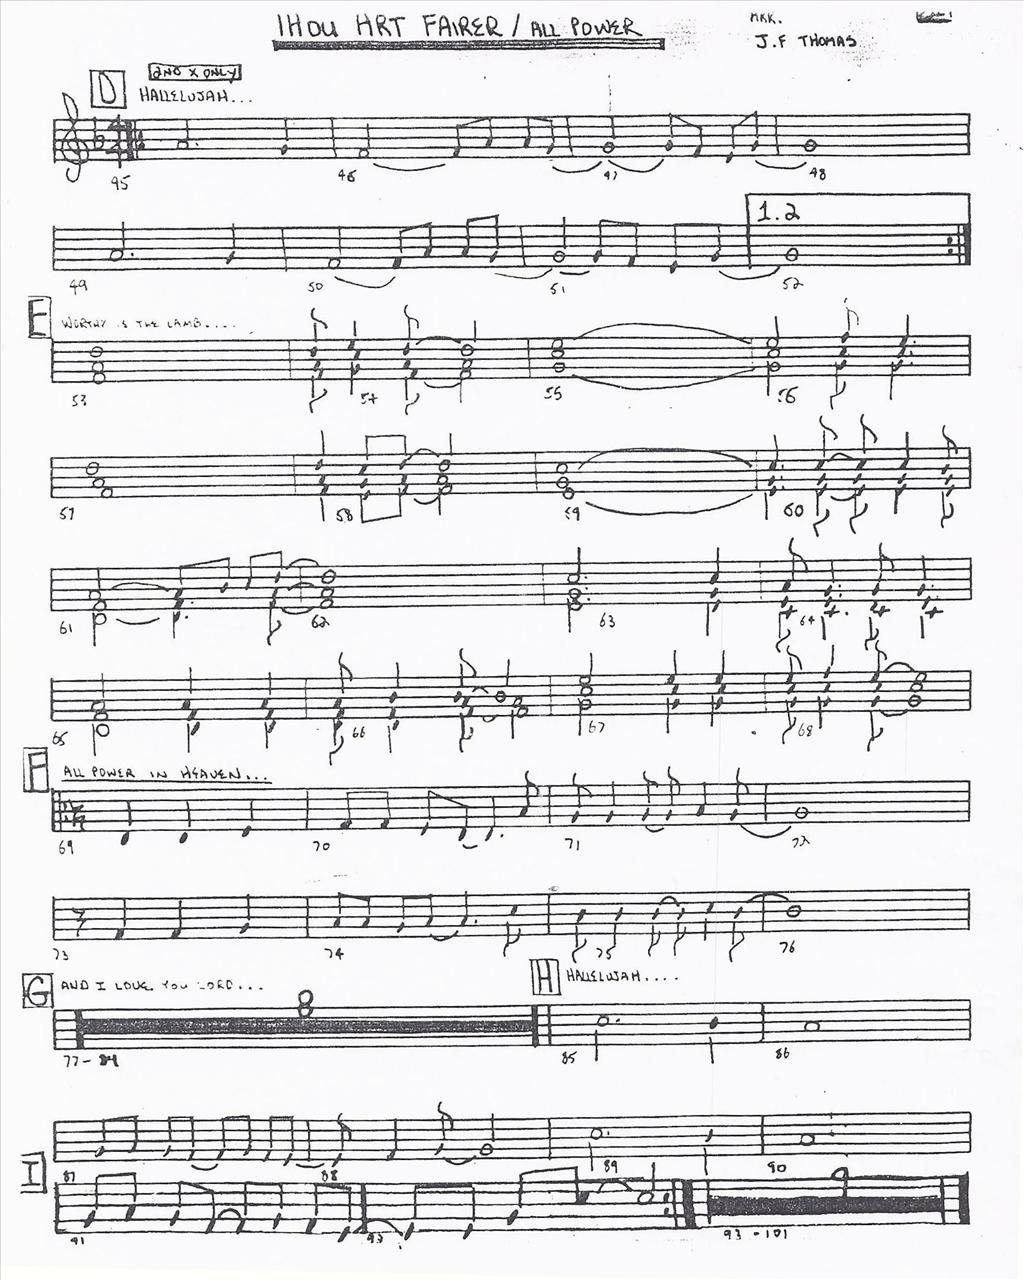 THOU ART FAIRER / ALL POWER
ARR.
J.F THOMAS
D
2ND X ONLY
HALLELUJAH...
45 46 47 48
1.2
49 50 51 52
E
WORTHY IS THE LAMB....
53 54 55 56
57 58 59 60
61 62 63 64
65 66 67 68
F
ALL POWER IN HEAVEN...
69 70 71 72
73 74 75 76
G AND I LOVE YOU LORD...
H HALLELUJAH....
8
77-84 85 86
87 88 89 90
I
9
91 92 93-101